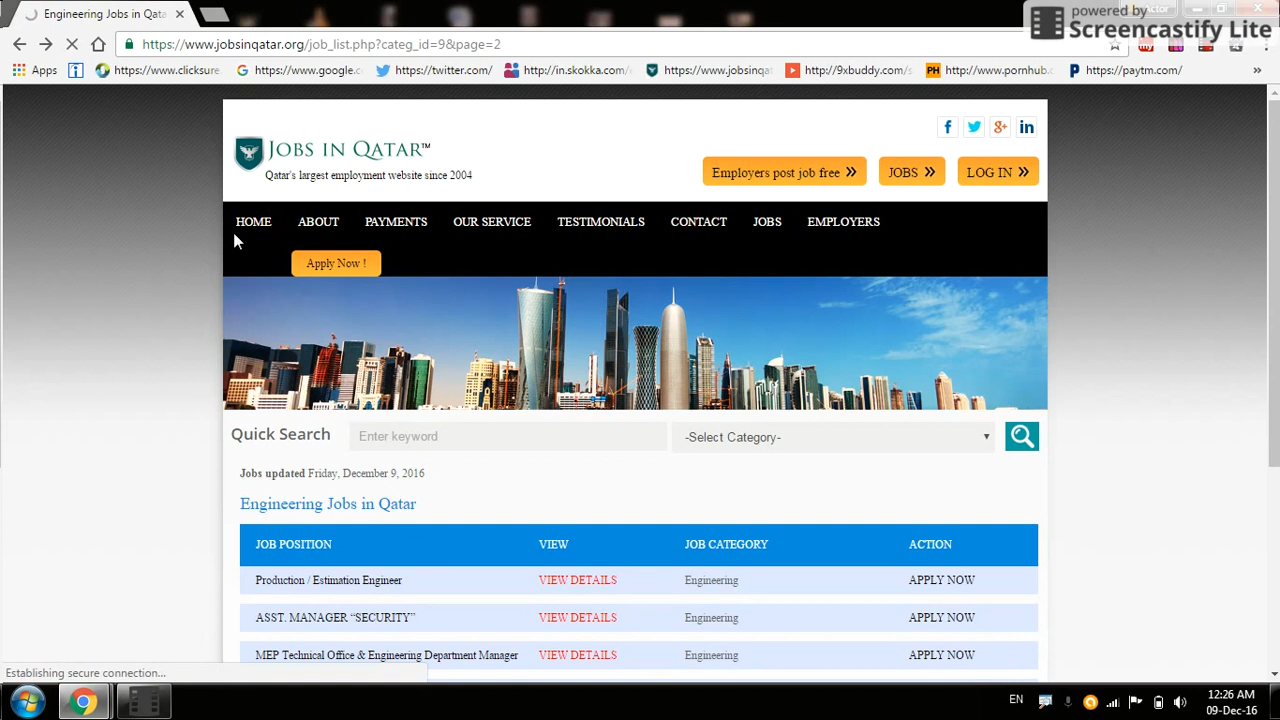 powered by
Screencastify Lite
Engineering Jobs in Qata
https://www.jobsinqatar.org/job_list.php?categ_id=9&page=2
Apps
https://www.clicksure.
https://www.google.c
https://twitter.com/
http://in.skokka.com/
https://www.jobsinqat
http://9xbuddy.com/s
http://www.pornhub.c
https://paytm.com/
»
JOBS IN QATAR™
Qatar's largest employment website since 2004
Employers post job free »
JOBS »
LOG IN »
HOME ABOUT PAYMENTS OUR SERVICE TESTIMONIALS CONTACT JOBS EMPLOYERS
Apply Now !
Quick Search Enter keyword -Select Category-
Jobs updated Friday, December 9, 2016
Engineering Jobs in Qatar
JOB POSITION VIEW JOB CATEGORY ACTION
Production / Estimation Engineer VIEW DETAILS Engineering APPLY NOW
ASST. MANAGER “SECURITY” VIEW DETAILS Engineering APPLY NOW
MEP Technical Office & Engineering Department Manager VIEW DETAILS Engineering APPLY NOW
Establishing secure connection...
EN
12:26 AM
09-Dec-16